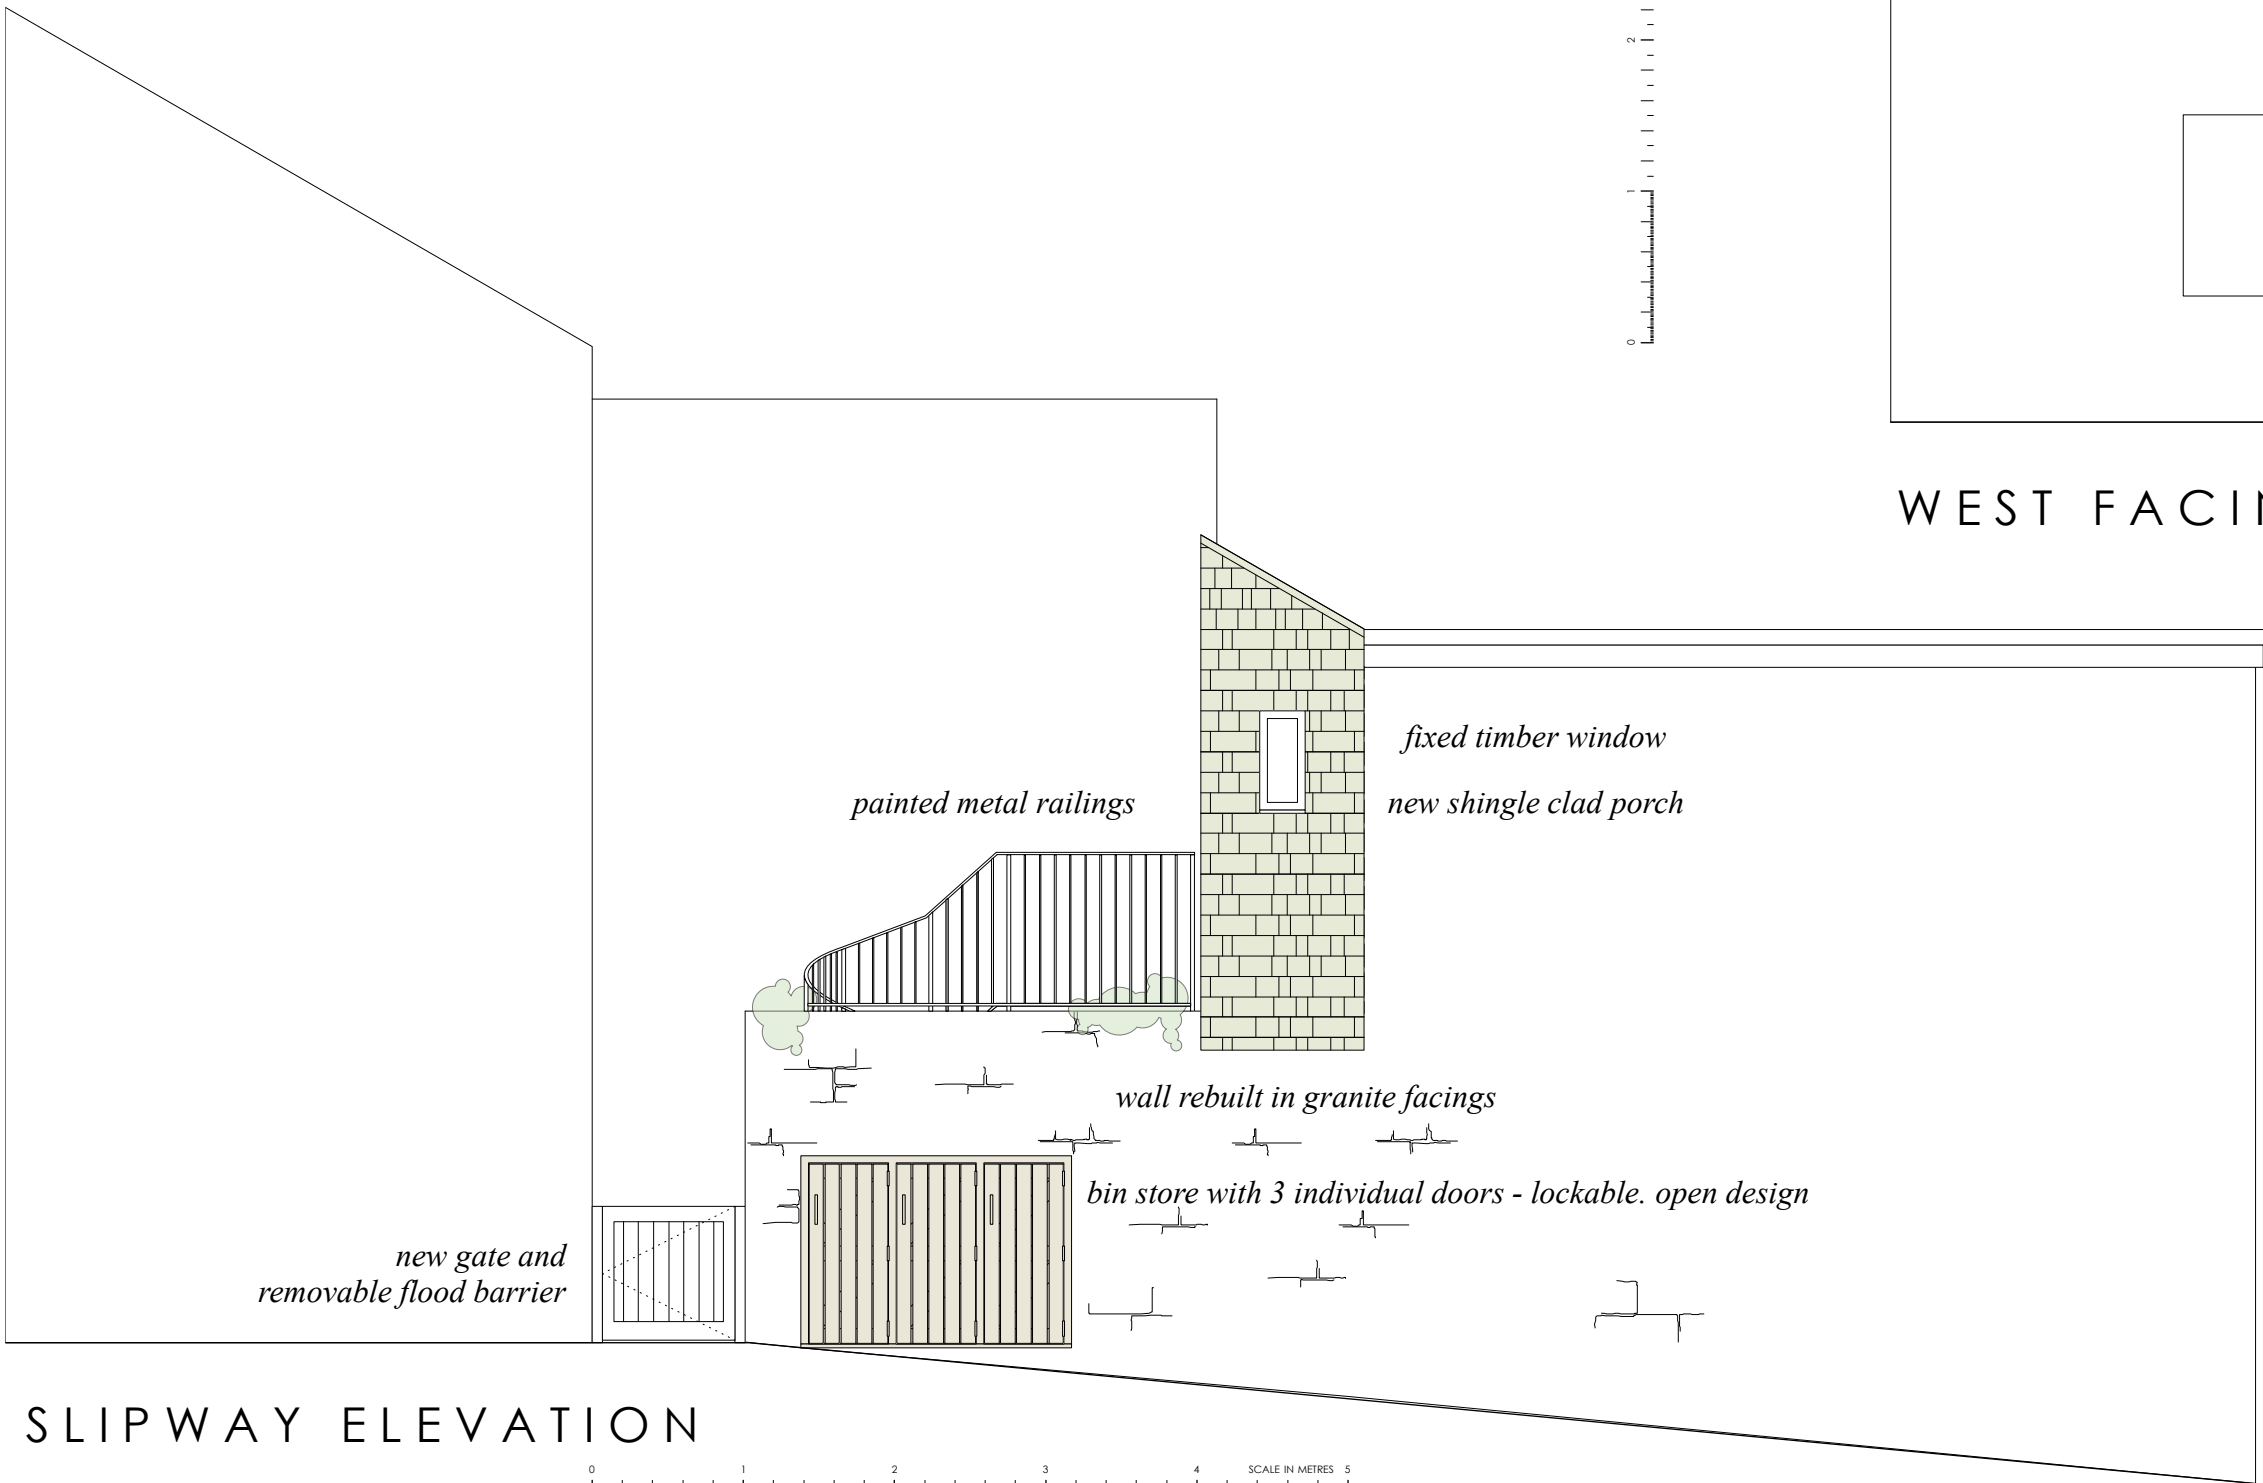 2
1
0
WEST FACIN
fixed timber window
painted metal railings
new shingle clad porch
wall rebuilt in granite facings
bin store with 3 individual doors - lockable. open design
new gate and
removable flood barrier
SLIPWAY ELEVATION
0 1 2 3 4 SCALE IN METRES 5